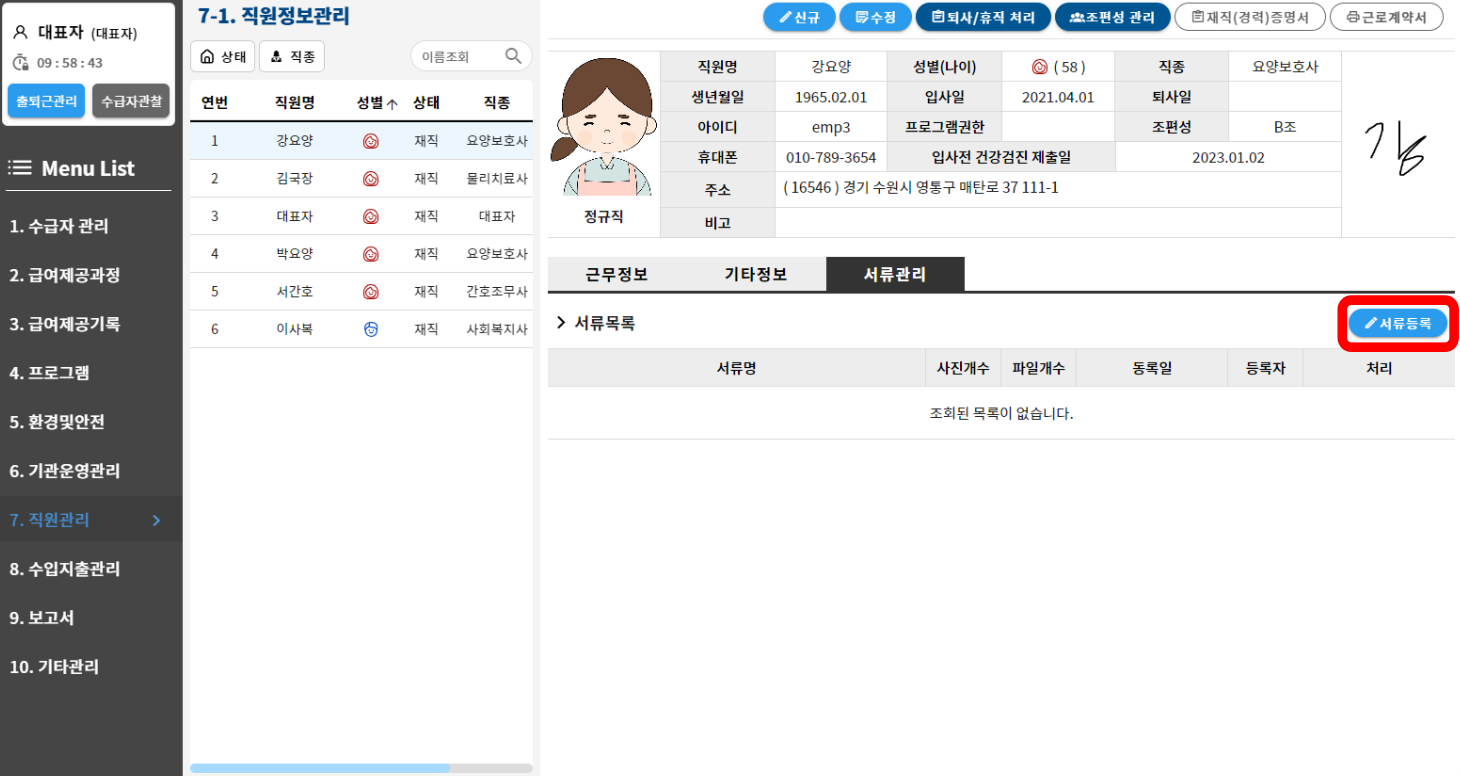 대표자 (대표자)
09 : 58 : 43
출퇴근관리 수급자관찰
Menu List
1. 수급자 관리
2. 급여제공과정
3. 급여제공기록
4. 프로그램
5. 환경및안전
6. 기관운영관리
7. 직원관리
8. 수입지출관리
9. 보고서
10. 기타관리
7-1. 직원정보관리
상태 직종 이름조회
연번 직원명 성별 상태 직종
1 강요양 재직 요양보호사
2 김국장 재직 물리치료사
3 대표자 재직 대표자
4 박요양 재직 요양보호사
5 서간호 재직 간호조무사
6 이사복 재직 사회복지사
신규 수정 퇴사/휴직 처리 조편성 관리 재직(경력)증명서 근로계약서
직원명 강요양 성별(나이) ( 58 ) 직종 요양보호사
생년월일 1965.02.01 입사일 2021.04.01 퇴사일
아이디 emp3 프로그램권한 조편성 B조
휴대폰 010-789-3654 입사전 건강검진 제출일 2023.01.02
주소 ( 16546 ) 경기 수원시 영통구 매탄로 37 111-1
정규직 비고
강
근무정보 기타정보 서류관리
서류목록 서류등록
서류명 사진개수 파일개수 등록일 등록자 처리
조회된 목록이 없습니다.